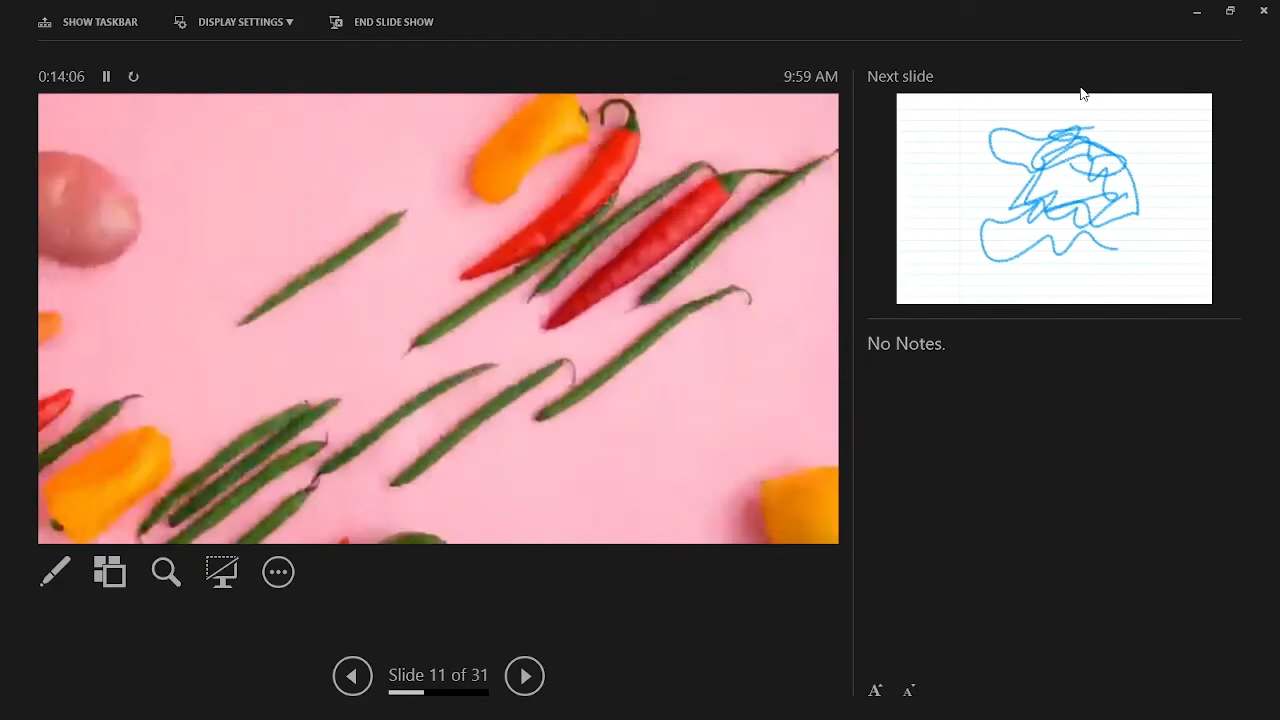 SHOW TASKBAR
DISPLAY SETTINGS ▼
END SLIDE SHOW
0:14:06
9:59 AM
Next slide
No Notes.
Slide 11 of 31
A
A